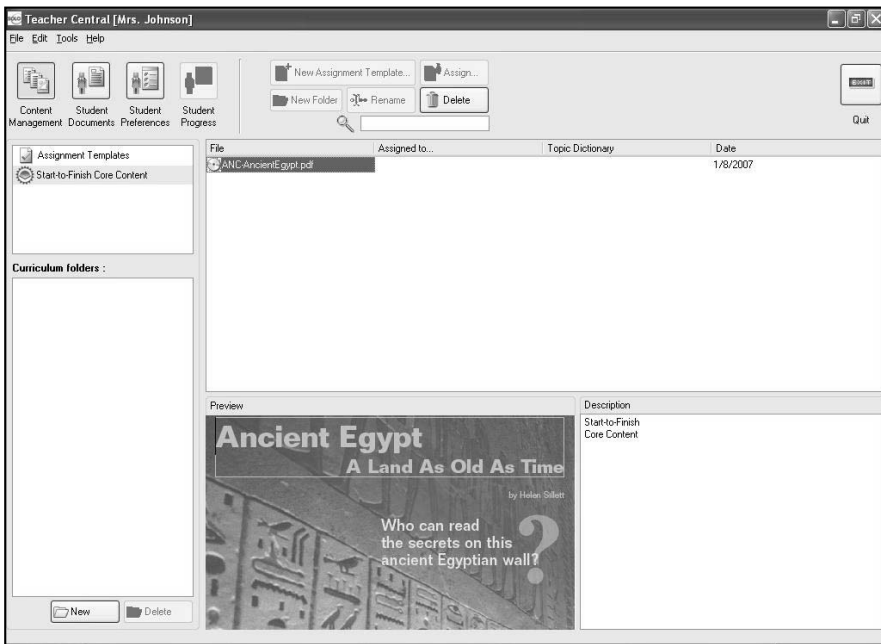 SOLO Teacher Central [Mrs. Johnson]
File Edit Tools Help
New Assignment Template... Assign...
New Folder Rename Delete
EXIT
Content Management
Student Documents
Student Preferences
Student Progress
Quit
Assignment Templates
Start-to-Finish Core Content
File Assigned to... Topic Dictionary Date
ANC-AncientEgypt.pdf 1/8/2007
Curriculum folders :
New Delete
Preview
Ancient Egypt
A Land As Old As Time
by Helen Sillett
Who can read
the secrets on this
ancient Egyptian wall?
Description
Start-to-Finish
Core Content